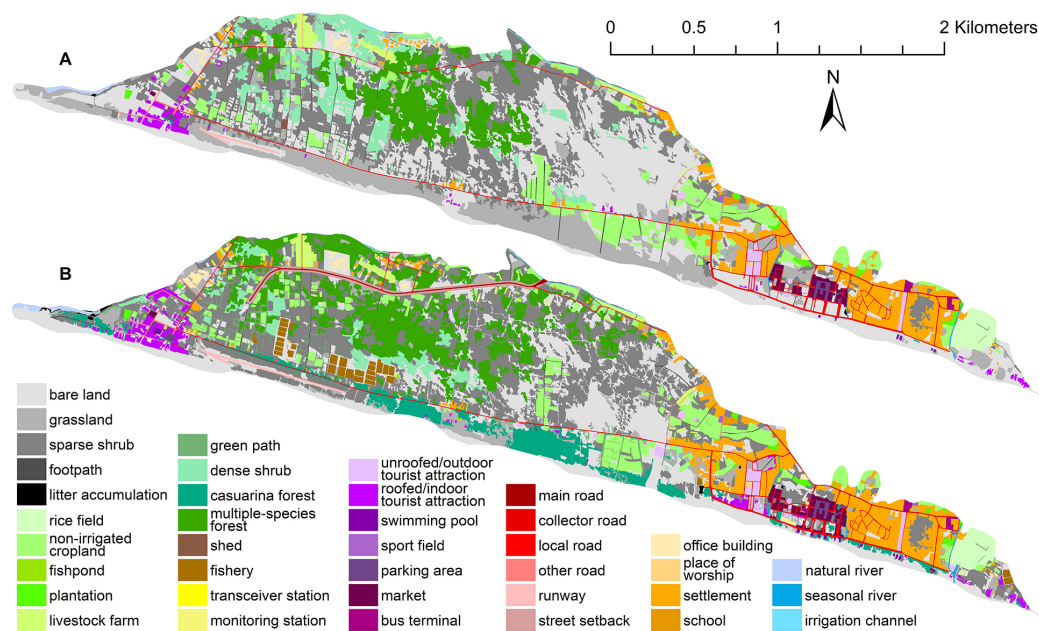 A
0 0.5 1 2 Kilometers
N
B
bare land
grassland
sparse shrub
footpath
litter accumulation
rice field
non-irrigated
cropland
fishpond
plantation
livestock farm
green path
dense shrub
casuarina forest
multiple-species
forest
shed
fishery
transceiver station
monitoring station
unroofed/outdoor
tourist attraction
roofed/indoor
tourist attraction
swimming pool
sport field
parking area
market
bus terminal
main road
collector road
local road
other road
runway
street setback
office building
place of
worship
settlement
school
natural river
seasonal river
irrigation channel